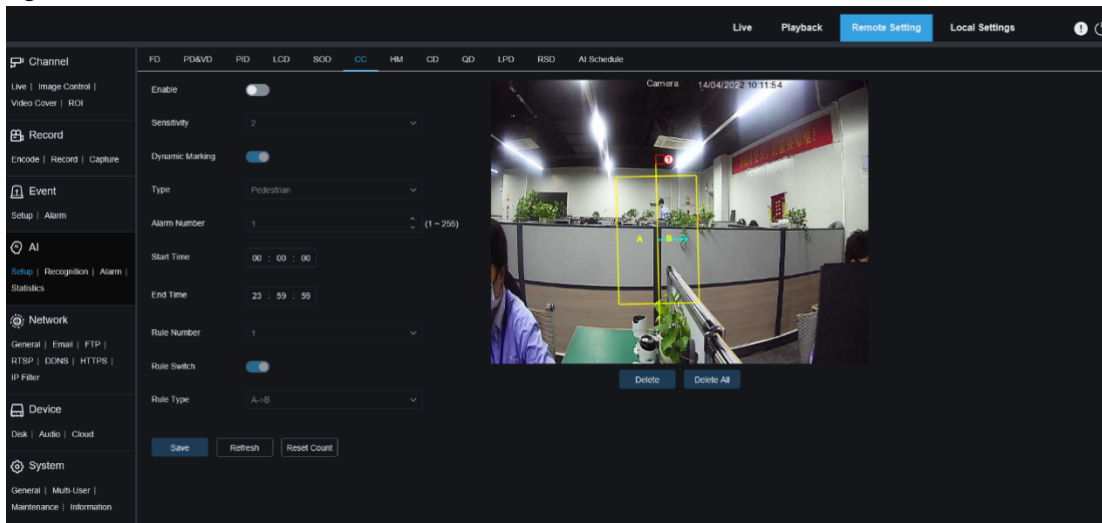 Live Playback Remote Setting Local Settings
Channel
Live | Image Control |
Video Cover | ROI
Record
Encode | Record | Capture
Event
Setup | Alarm
AI
Setup | Recognition | Alarm |
Statistics
Network
General | Email | FTP |
RTSP | DDNS | HTTPS |
IP Filter
Device
Disk | Audio | Cloud
System
General | Multi-User |
Maintenance | Information
FD PD&VD PID LCD SOD CC HM CD QD LPD RSD AI Schedule
Enable
Sensitivity 2
Dynamic Marking
Type Pedestrian
Alarm Number 1 (1 ~ 255)
Start Time 00 : 00 : 00
End Time 23 : 59 : 59
Rule Number 1
Rule Switch
Rule Type A->B
Save Refresh Reset Count
Camera 14/04/2022 10:11:54
1
A B
Delete Delete All